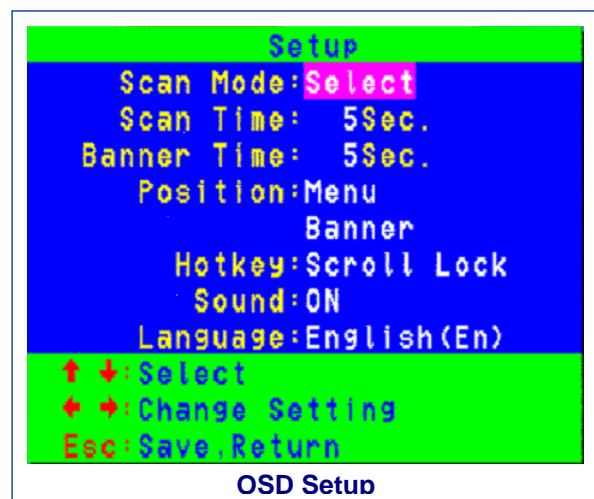 Setup
Scan Mode:Select
Scan Time: 5Sec.
Banner Time: 5Sec.
Position:Menu
Banner
Hotkey:Scroll Lock
Sound:ON
Language:English(En)
↑ ↓:Select
← →:Change Setting
Esc:Save,Return
OSD Setup